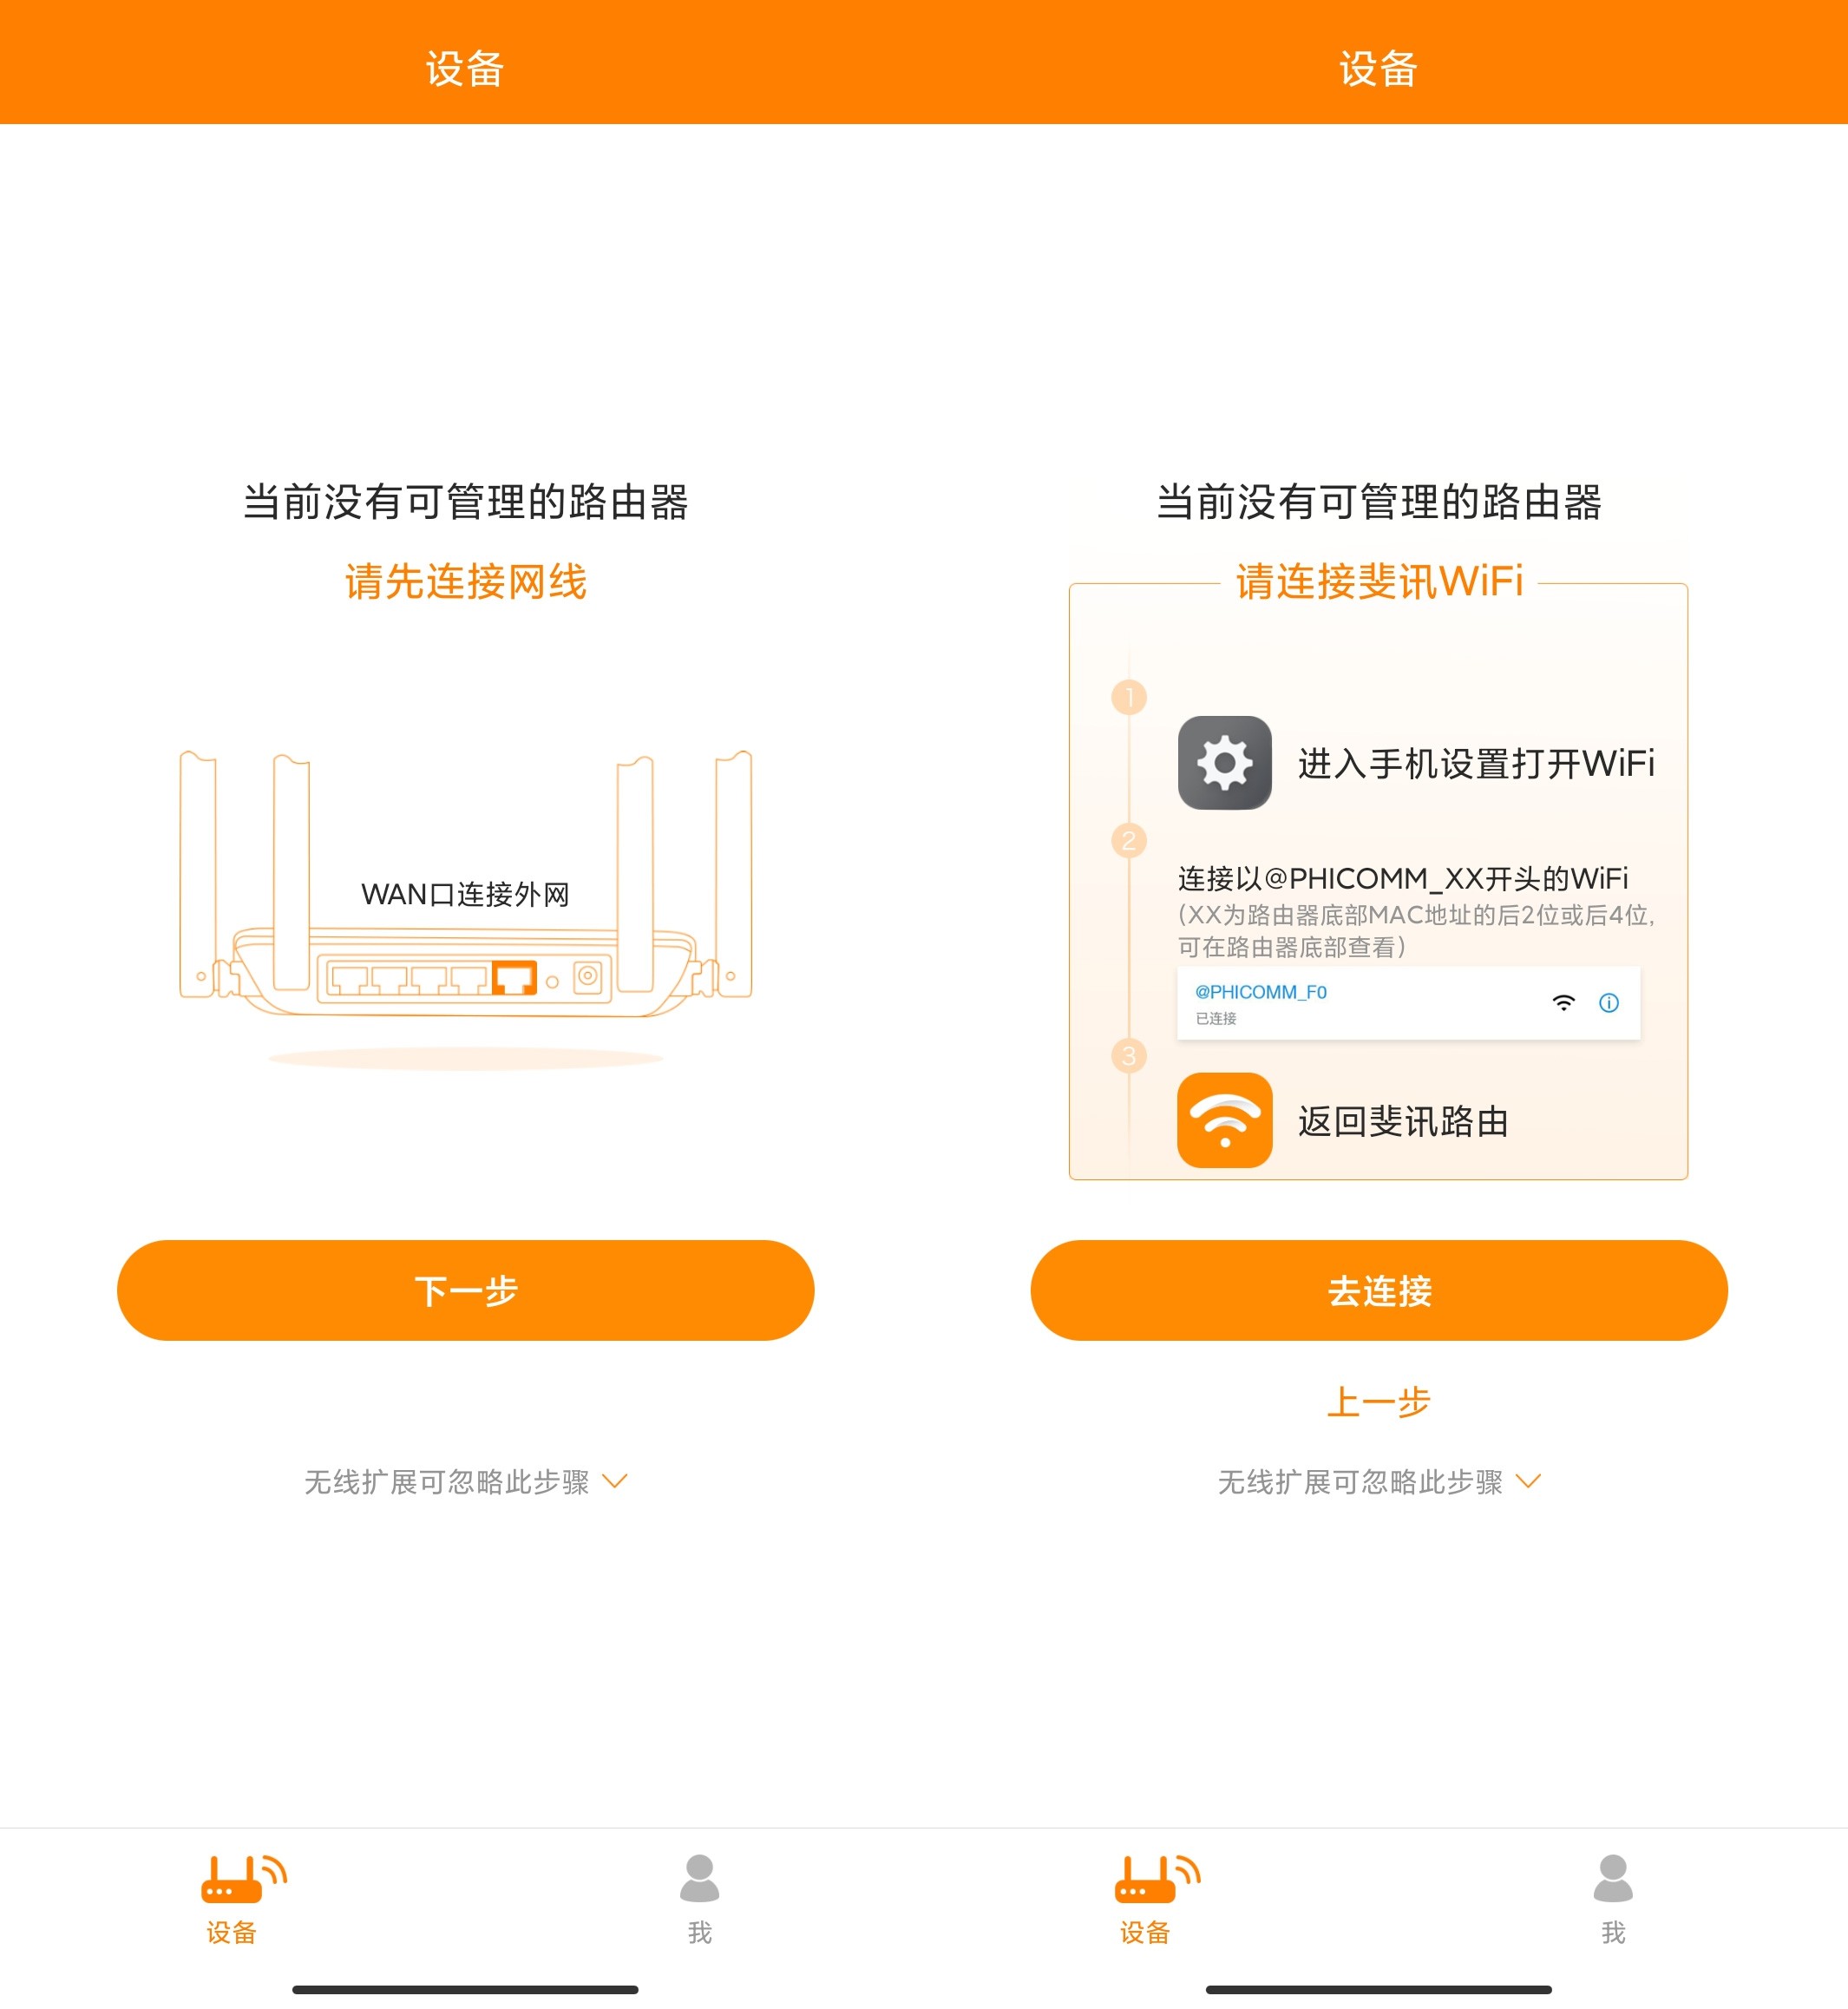 设备
当前没有可管理的路由器
请先连接网线
WAN口连接外网
下一步
无线扩展可忽略此步骤
设备
我
设备
当前没有可管理的路由器
请连接斐讯WiFi
1
进入手机设置打开WiFi
2
连接以@PHICOMM_XX开头的WiFi
(XX为路由器底部MAC地址的后2位或后4位,
可在路由器底部查看)
@PHICOMM_F0
已连接
3
返回斐讯路由
去连接
上一步
无线扩展可忽略此步骤
设备
我